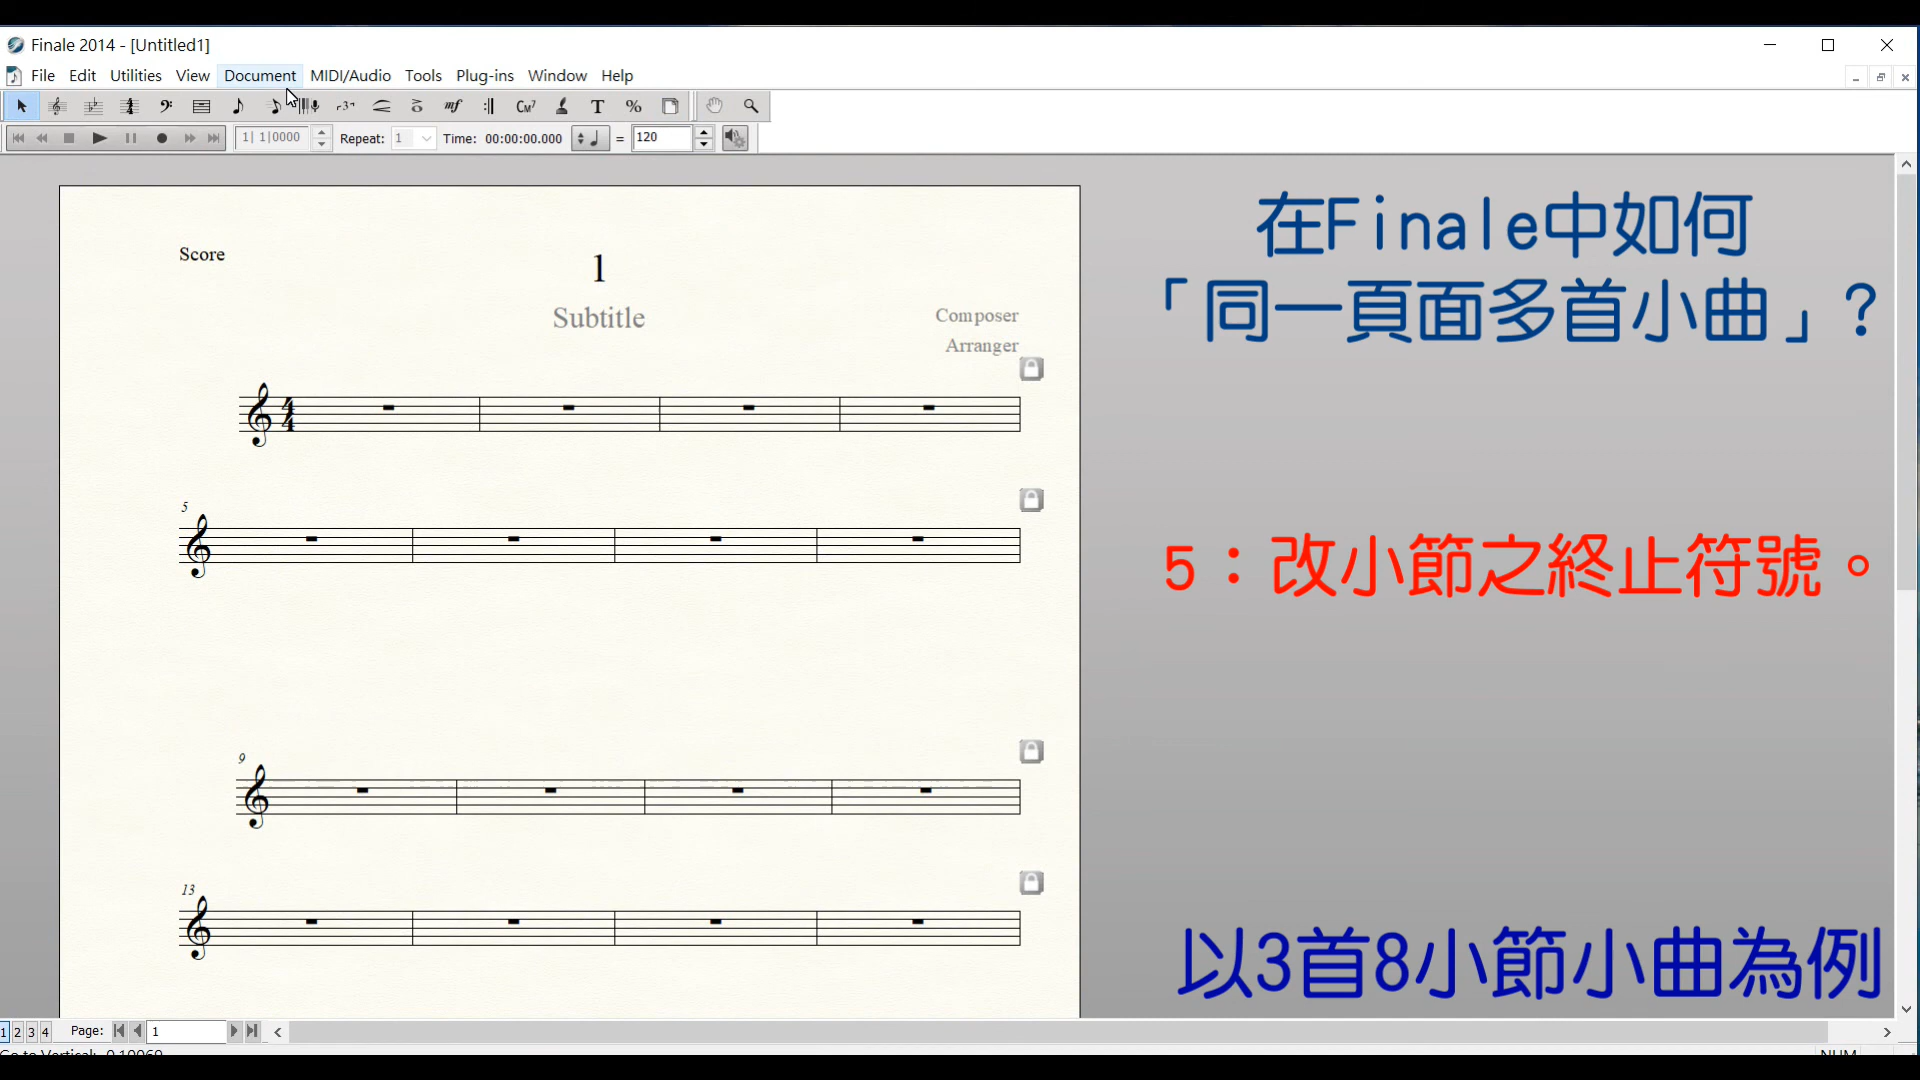 Finale 2014 - [Untitled1]
File Edit Utilities View Document MIDI/Audio Tools Plug-ins Window Help
1| 1|0000 Repeat: 1 Time: 00:00:00.000 = 120
在Finale中如何
「同一頁面多首小曲」?
Score
1
Subtitle
Composer
Arranger
5
5:改小節之終止符號。
9
13
以3首8小節小曲為例
1 2 3 4 Page: 1